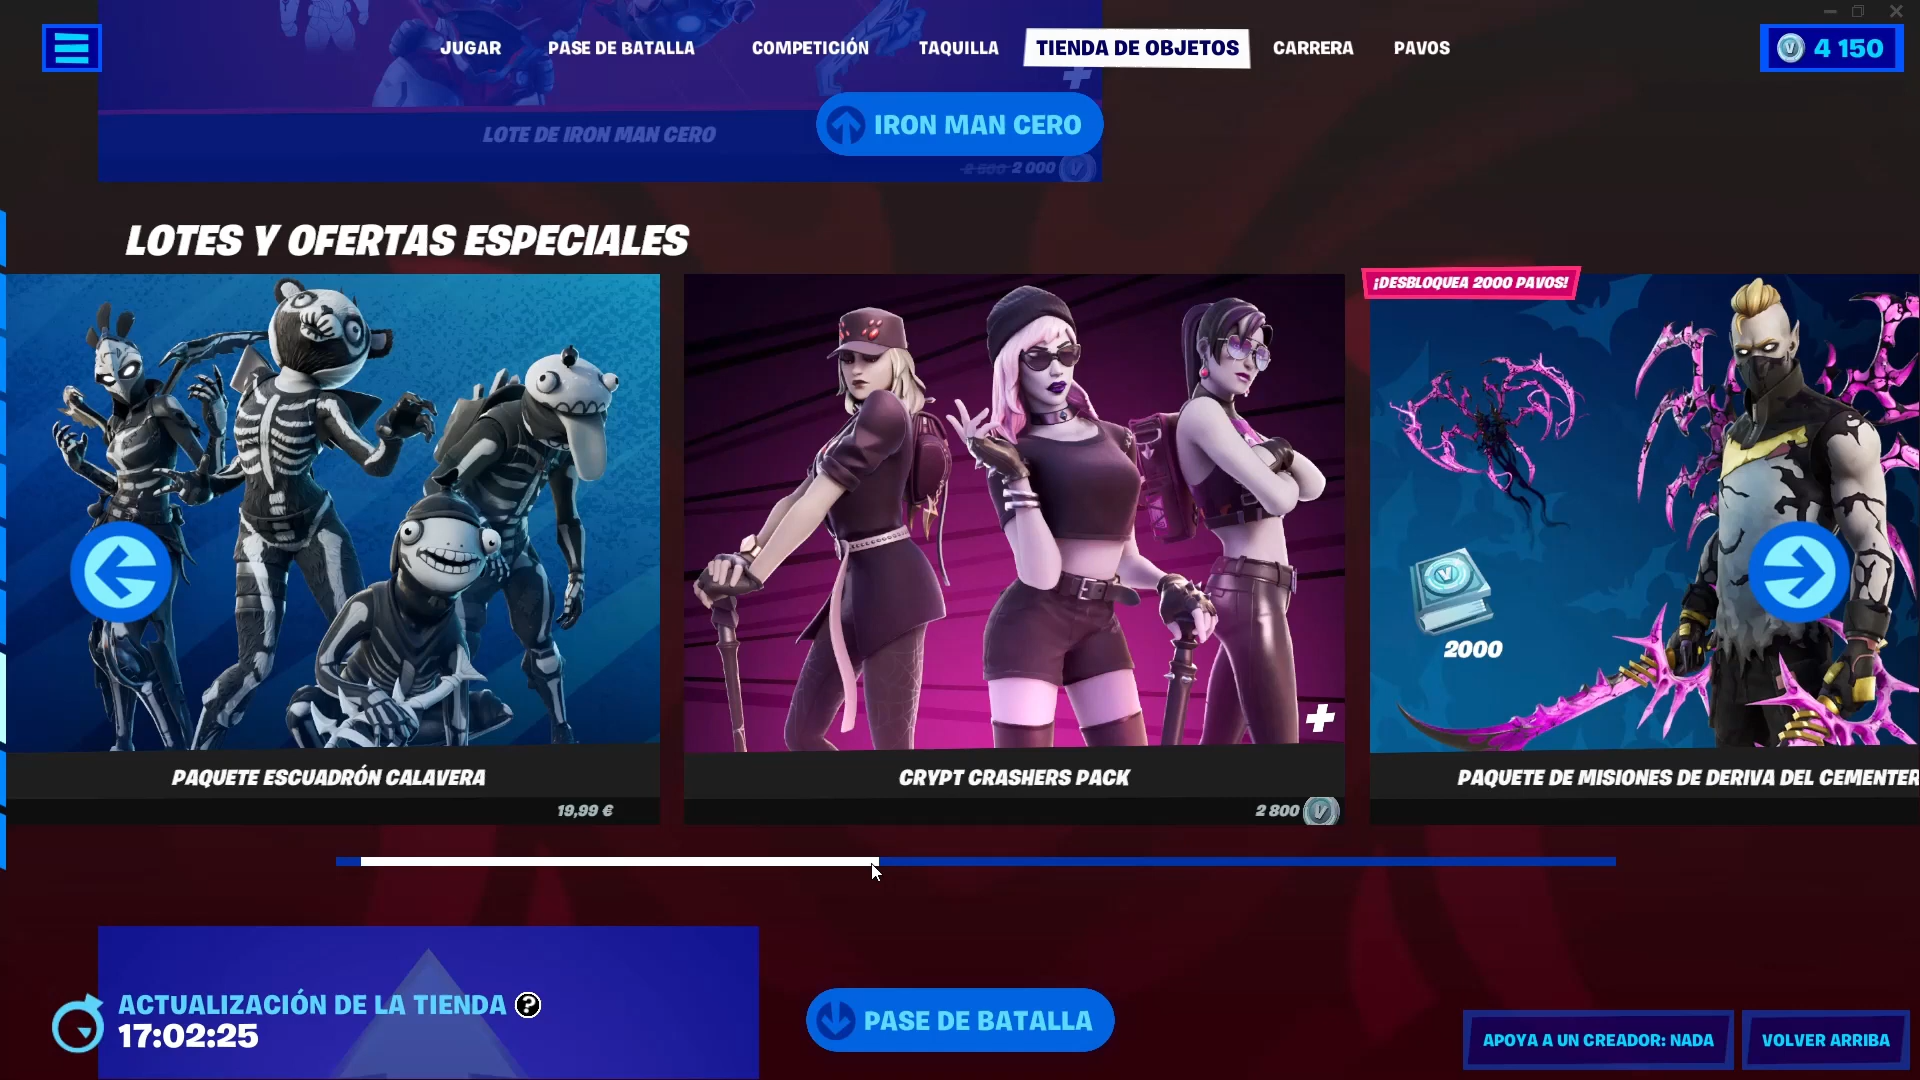 JUGAR
PASE DE BATALLA
COMPETICIÓN
TAQUILLA
TIENDA DE OBJETOS
CARRERA
PAVOS
4 150
IRON MAN CERO
LOTE DE IRON MAN CERO
2 500 2 000
LOTES Y OFERTAS ESPECIALES
¡DESBLOQUEA 2000 PAVOS!
2000
PAQUETE ESCUADRÓN CALAVERA
19,99 €
CRYPT CRASHERS PACK
2 800
PAQUETE DE MISIONES DE DERIVA DEL CEMENTER
ACTUALIZACIÓN DE LA TIENDA ?
17:02:25
PASE DE BATALLA
APOYA A UN CREADOR: NADA
VOLVER ARRIBA